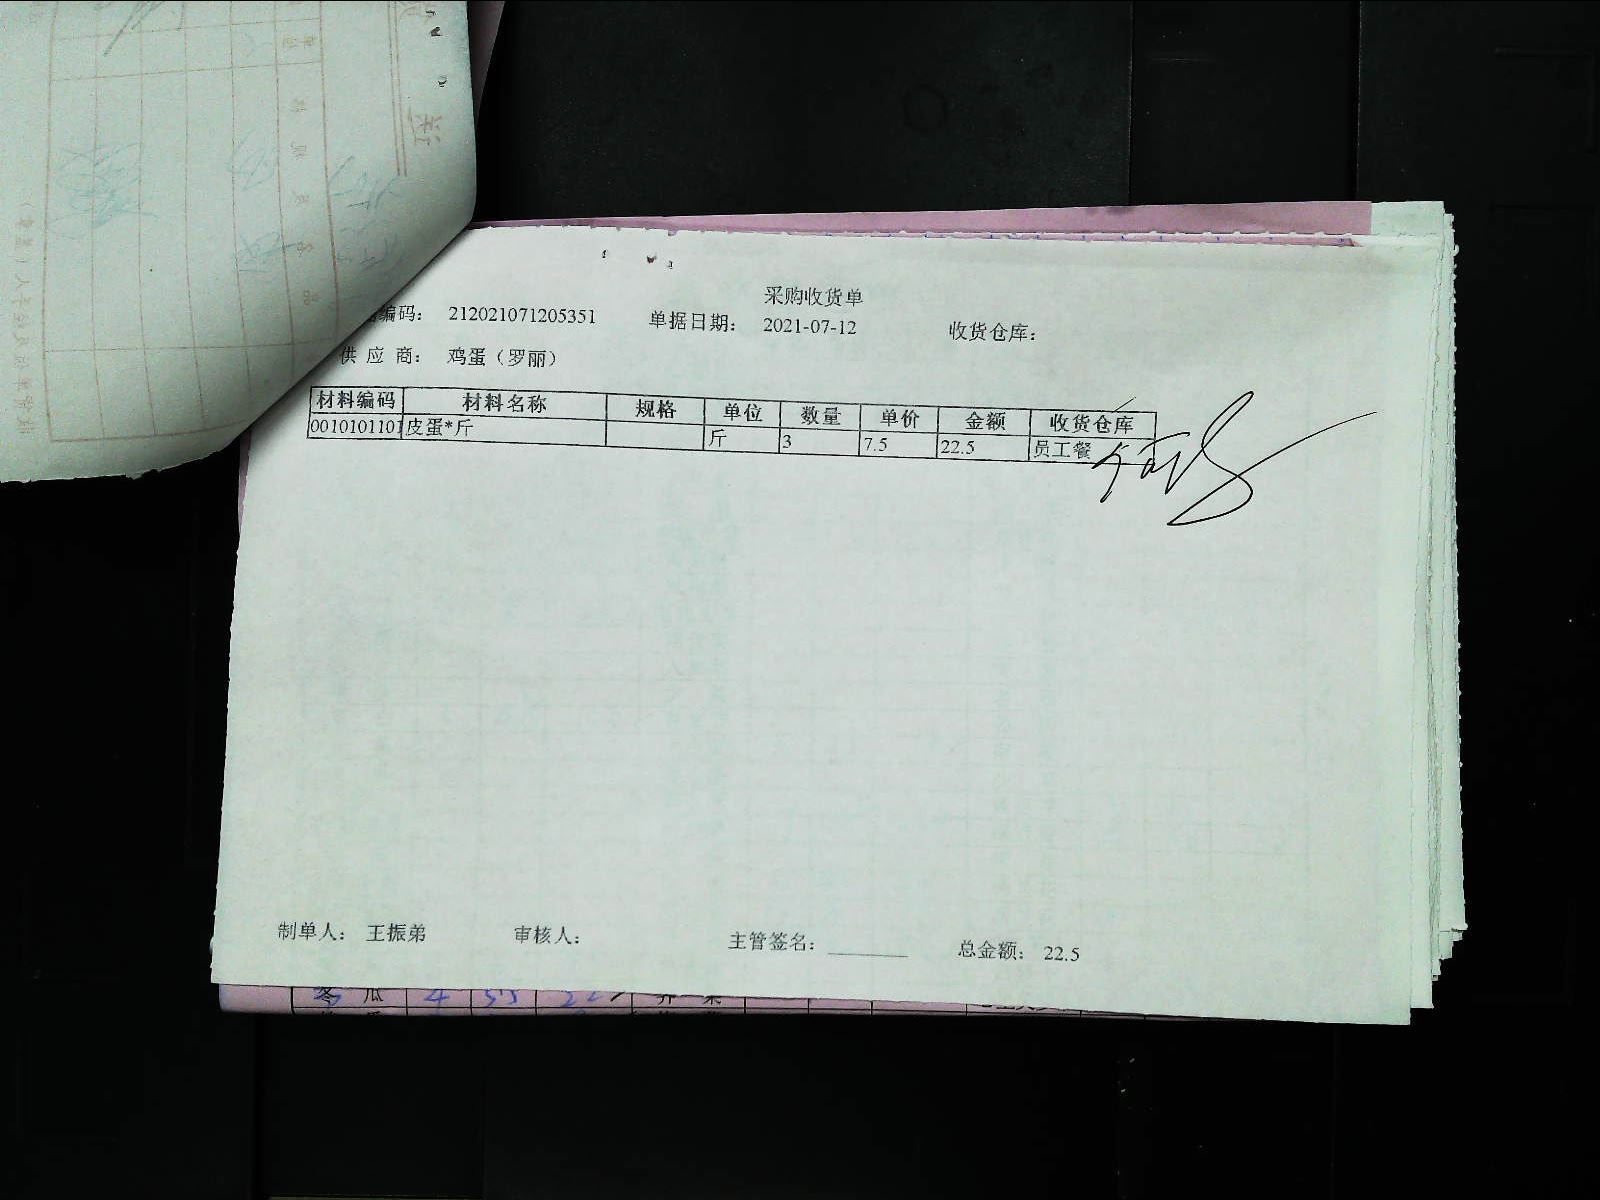 采购收货单
编码： 212021071205351 单据日期： 2021-07-12 收货仓库：
供 应 商： 鸡蛋（罗丽）
材料编码 材料名称 规格 单位 数量 单价 金额 收货仓库
0010101101 皮蛋*斤 斤 3 7.5 22.5 员工餐
制单人： 王振弟 审核人： 主管签名： 总金额： 22.5
冬 瓜 4